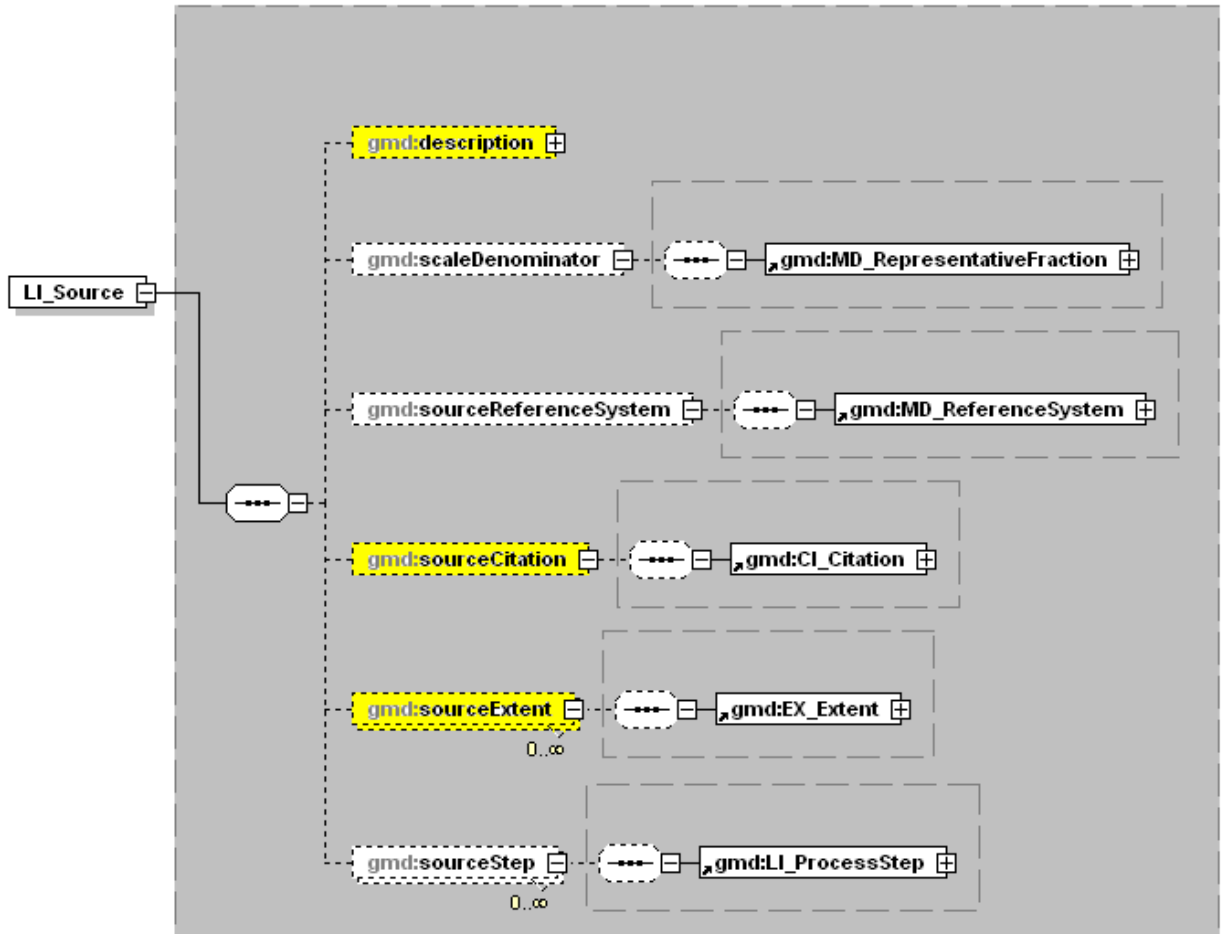 gmd:description
gmd:scaleDenominator
gmd:MD_RepresentativeFraction
LI_Source
gmd:sourceReferenceSystem
gmd:MD_ReferenceSystem
gmd:sourceCitation
gmd:CI_Citation
gmd:sourceExtent
gmd:EX_Extent
0..∞
gmd:sourceStep
gmd:LI_ProcessStep
0..∞